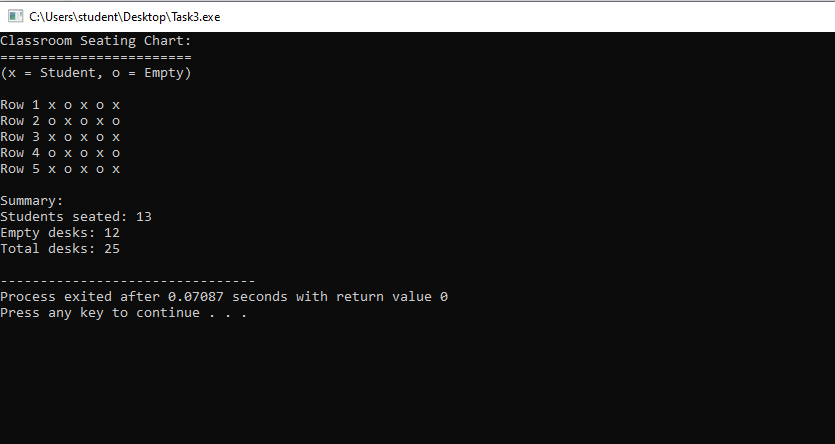 C:\Users\student\Desktop\Task3.exe
Classroom Seating Chart:
========================
(x = Student, o = Empty)
Row 1 x o x o x
Row 2 o x o x o
Row 3 x o x o x
Row 4 o x o x o
Row 5 x o x o x
Summary:
Students seated: 13
Empty desks: 12
Total desks: 25
--------------------------------
Process exited after 0.07087 seconds with return value 0
Press any key to continue . . .